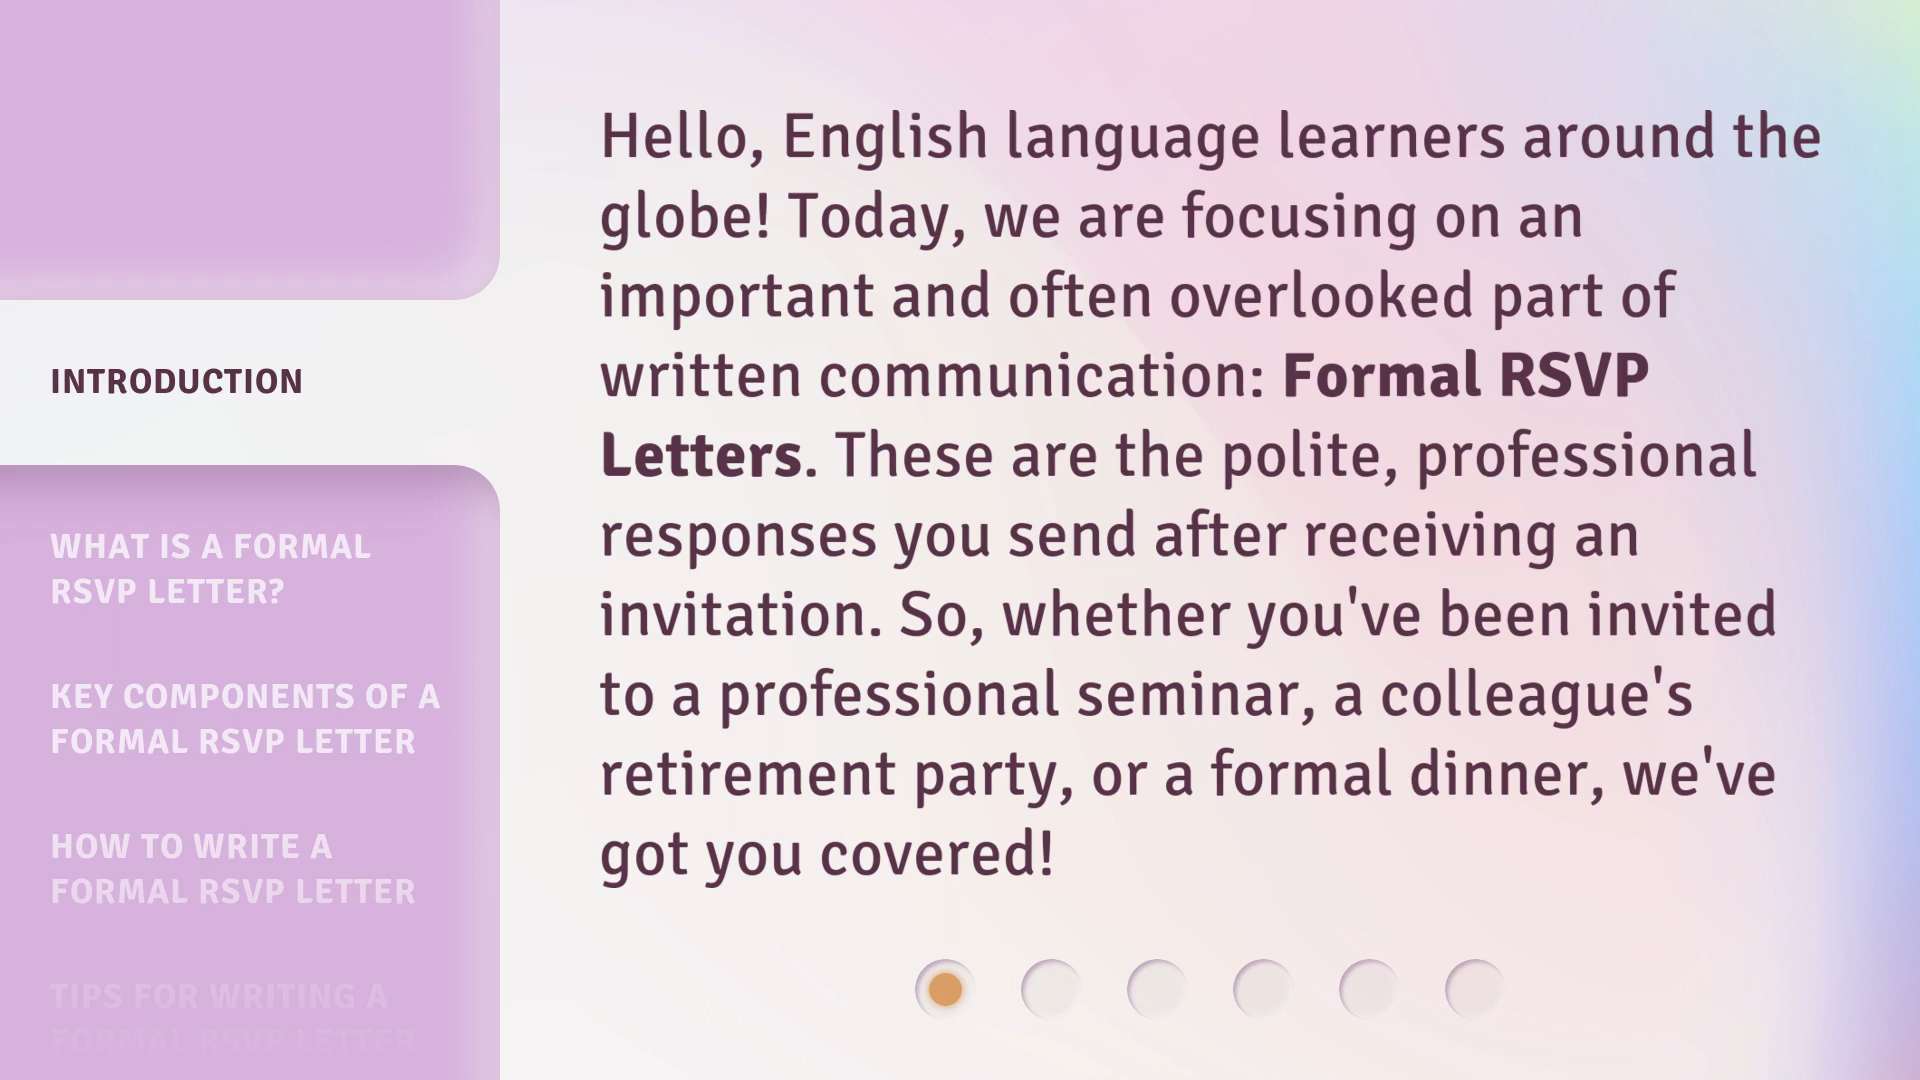 INTRODUCTION
WHAT IS A FORMAL
RSVP LETTER?
KEY COMPONENTS OF A
FORMAL RSVP LETTER
HOW TO WRITE A
FORMAL RSVP LETTER
TIPS FOR WRITING A
FORMAL RSVP LETTER
Hello, English language learners around the
globe! Today, we are focusing on an
important and often overlooked part of
written communication: Formal RSVP
Letters. These are the polite, professional
responses you send after receiving an
invitation. So, whether you've been invited
to a professional seminar, a colleague's
retirement party, or a formal dinner, we've
got you covered!